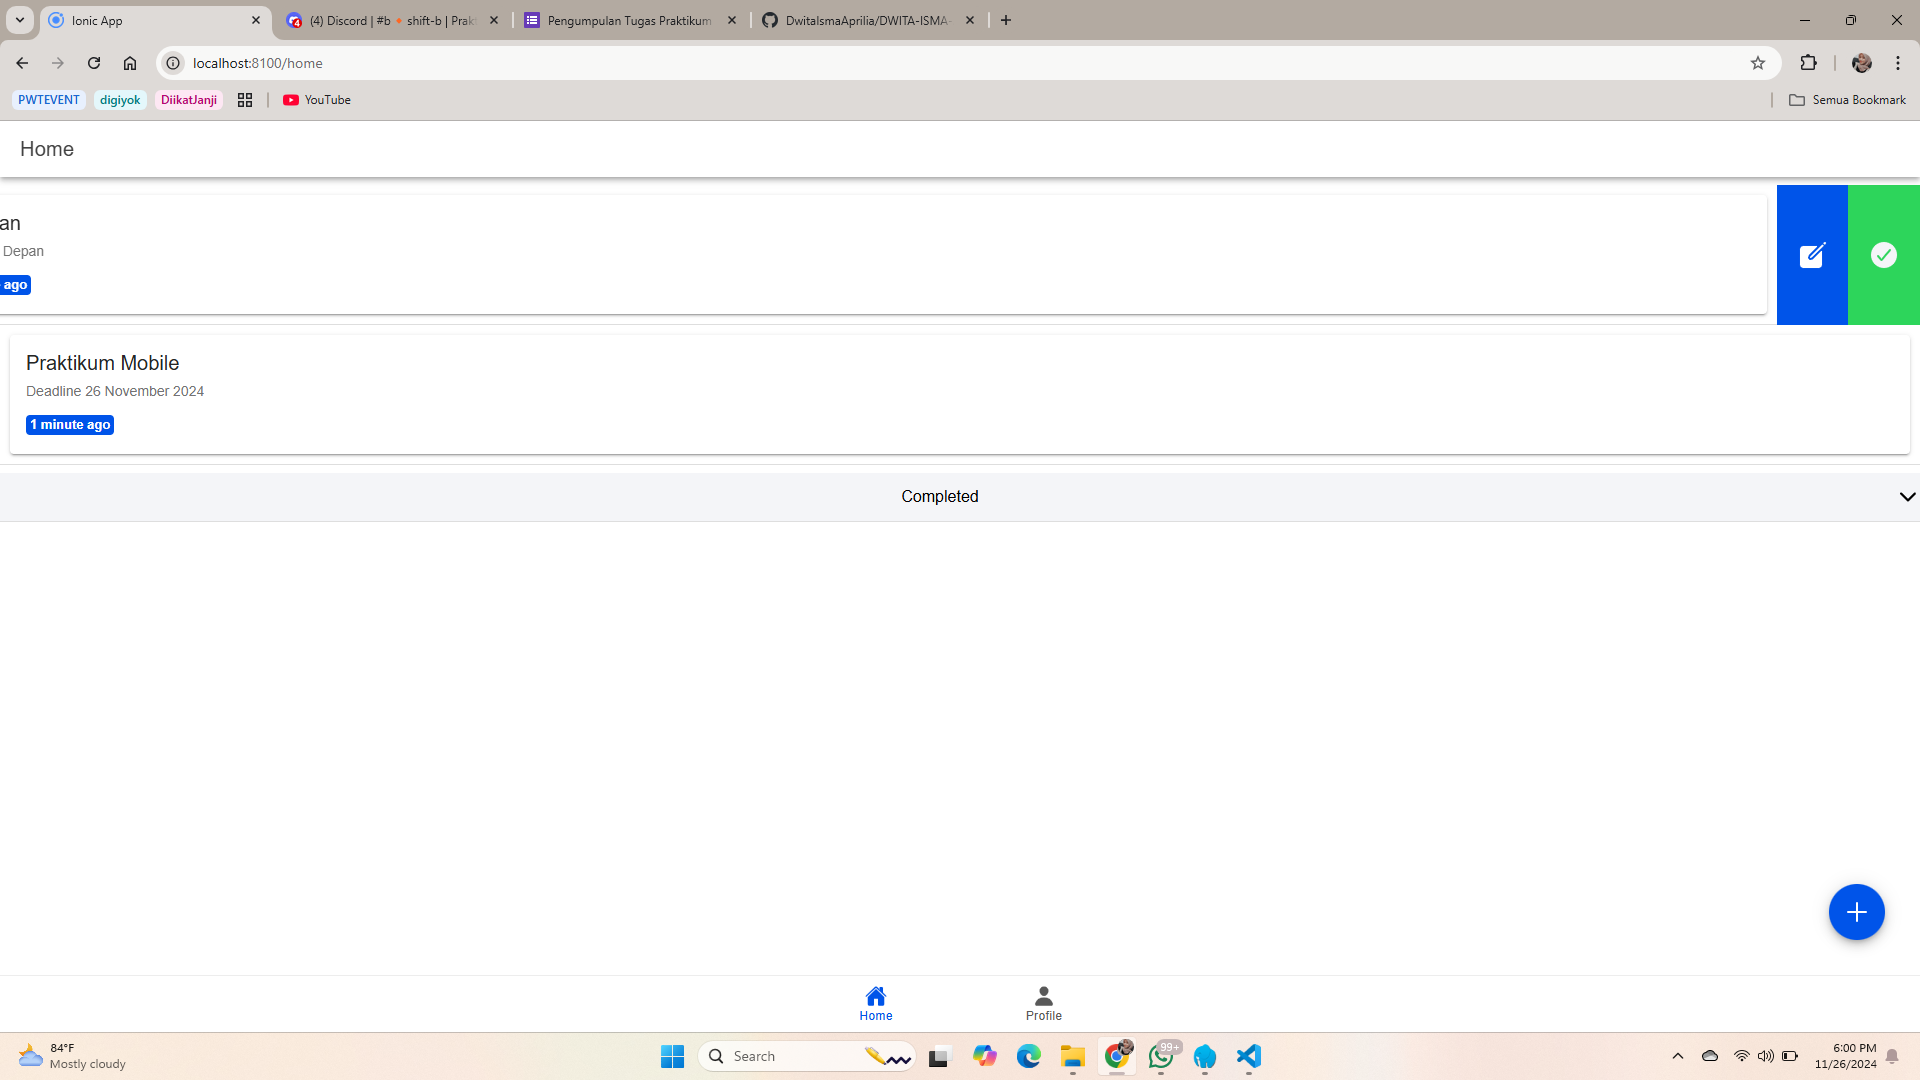 Ionic App
(4) Discord | #b 🔸 shift-b | Prakt
Pengumpulan Tugas Praktikum
DwitaIsmaAprilia/DWITA-ISMA-
localhost:8100/home
PWTEVENT
digiyok
DiikatJanji
YouTube
Semua Bookmark
Home
an
Depan
ago
Praktikum Mobile
Deadline 26 November 2024
1 minute ago
Completed
Home
Profile
84°F
Mostly cloudy
Search
99+
6:00 PM
11/26/2024